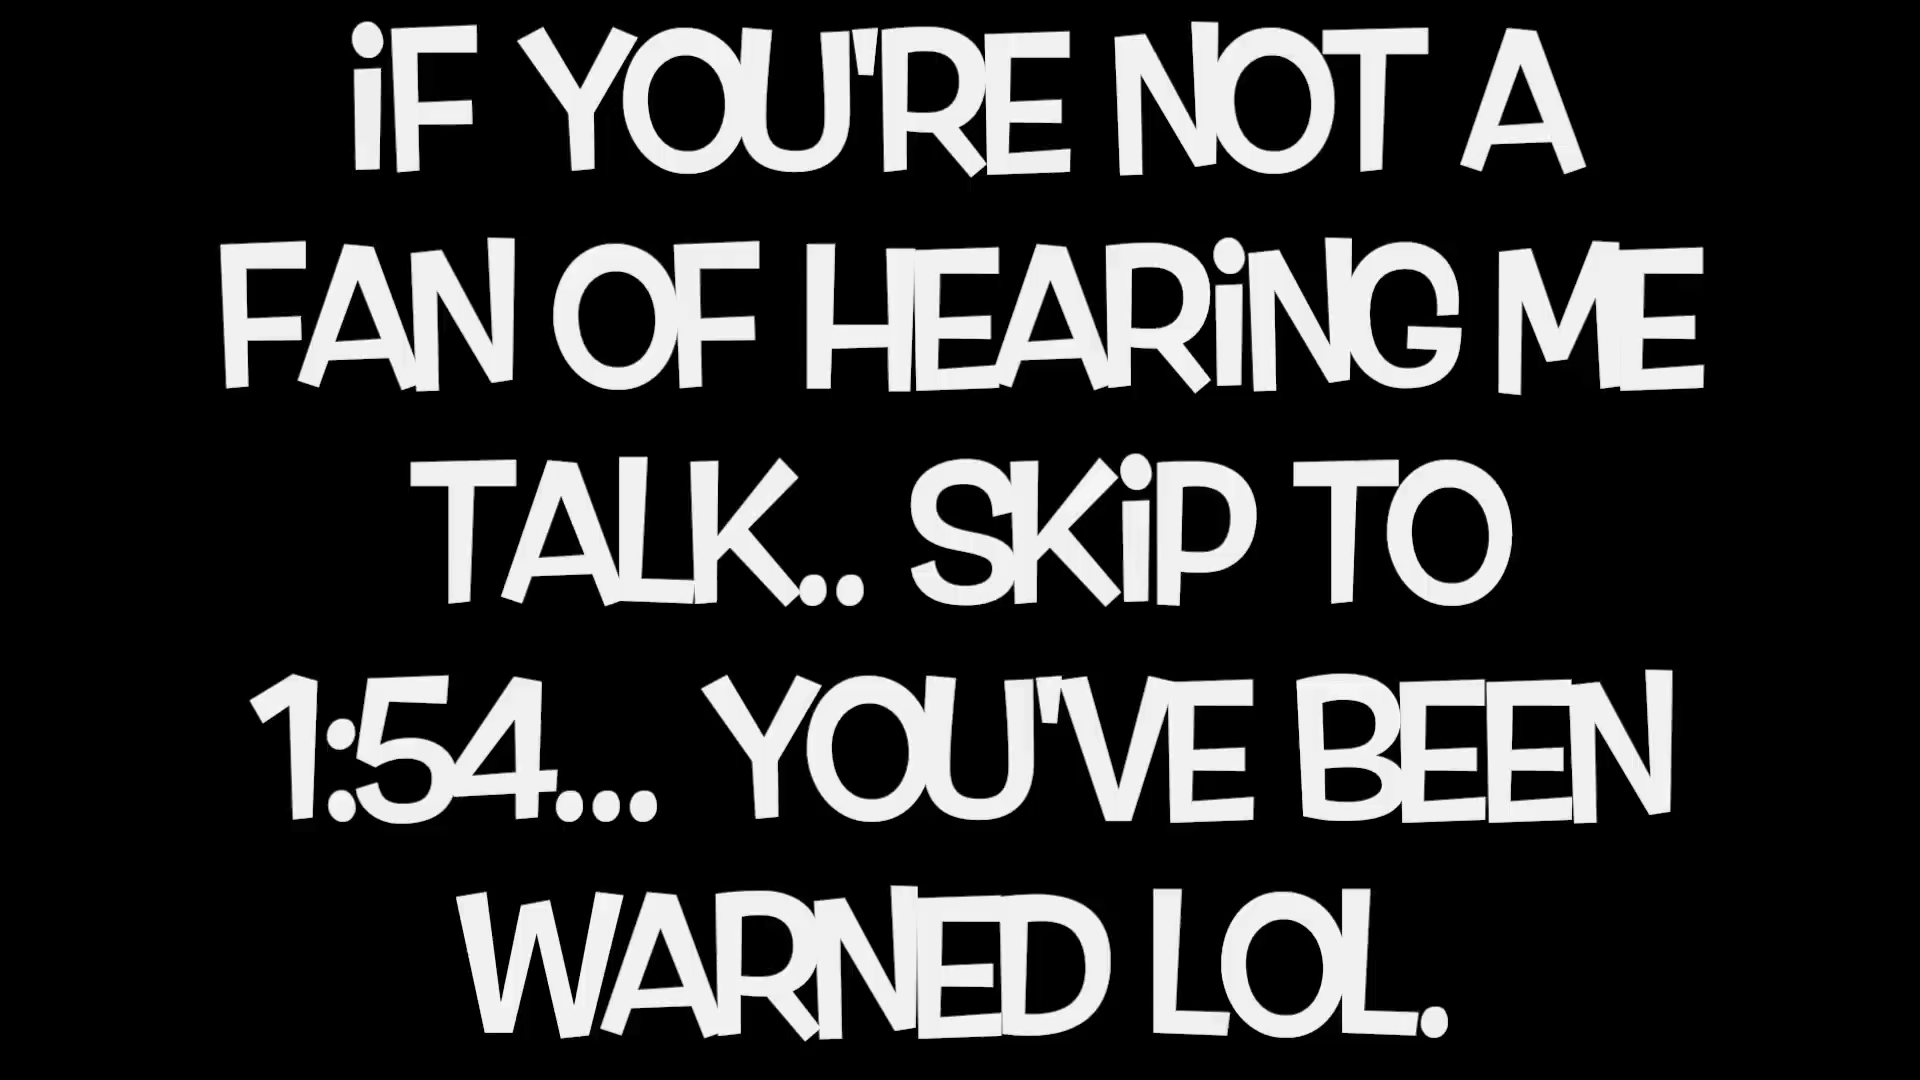 iF YOU'RE NOT A
FAN OF HEARiNG ME
TALK.. SKiP TO
1:54... YOU'VE BEEN
WARNED LOL.